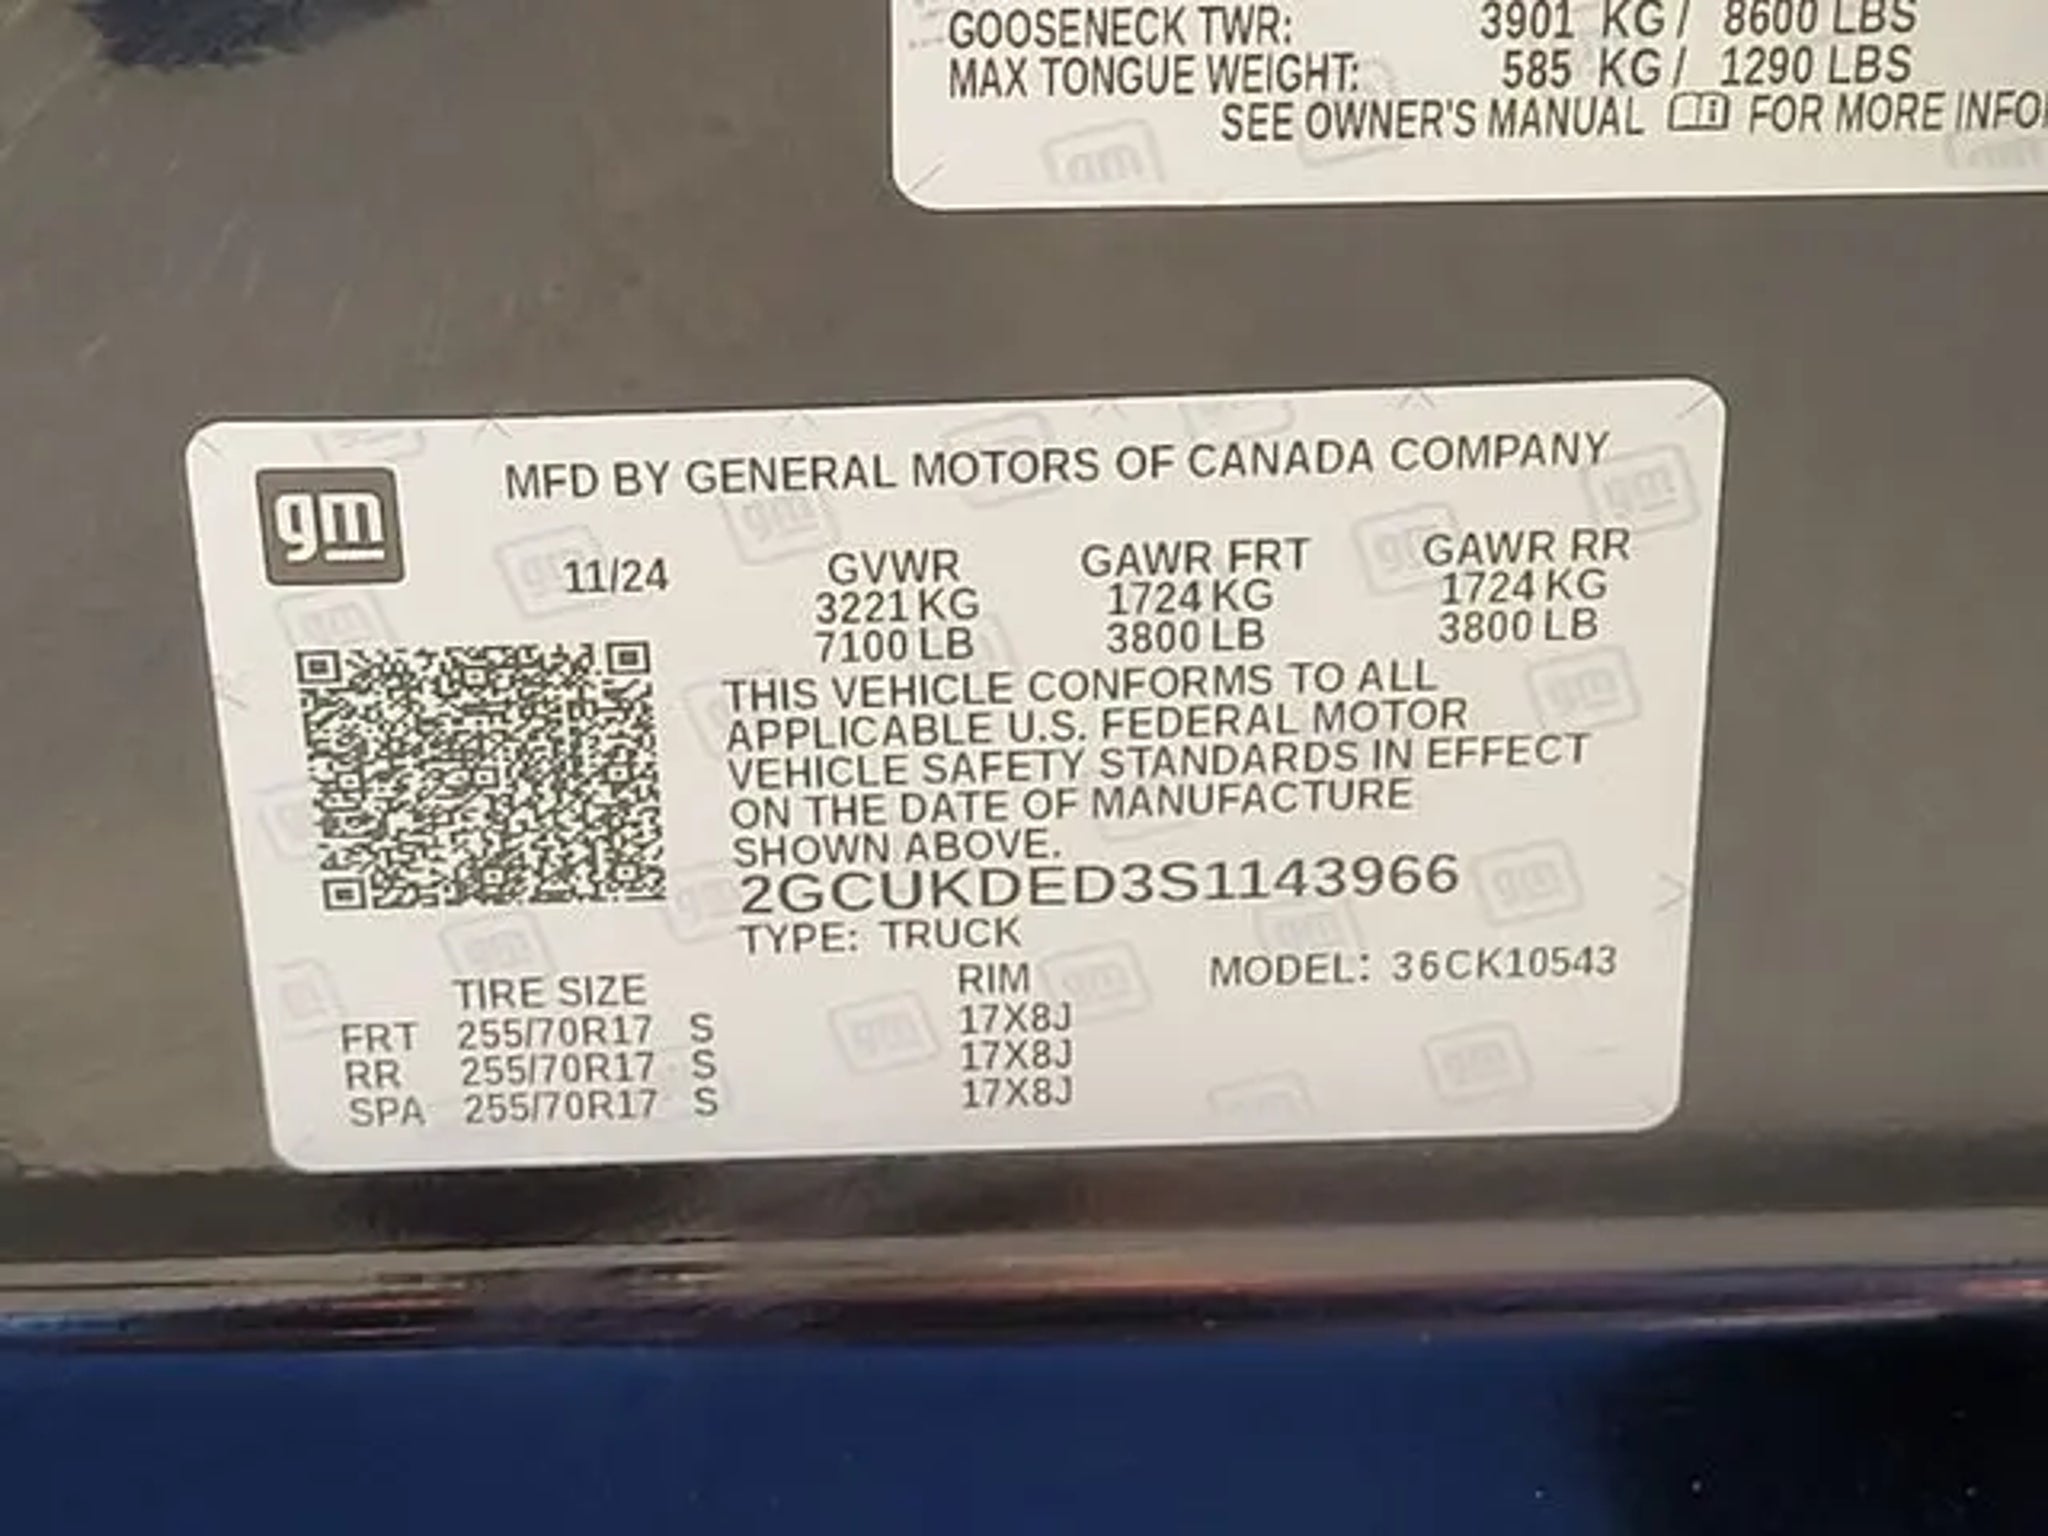 GOOSENECK TWR: 3901 KG / 8600 LBS
MAX TONGUE WEIGHT: 585 KG / 1290 LBS
SEE OWNER'S MANUAL FOR MORE INFO
gm
MFD BY GENERAL MOTORS OF CANADA COMPANY
11/24 GVWR GAWR FRT GAWR RR
3221 KG 1724 KG 1724 KG
7100 LB 3800 LB 3800 LB
THIS VEHICLE CONFORMS TO ALL
APPLICABLE U.S. FEDERAL MOTOR
VEHICLE SAFETY STANDARDS IN EFFECT
ON THE DATE OF MANUFACTURE
SHOWN ABOVE.
2GCUKDED3S1143966
TYPE: TRUCK
MODEL: 36CK10543
TIRE SIZE RIM
FRT 255/70R17 S 17X8J
RR 255/70R17 S 17X8J
SPA 255/70R17 S 17X8J